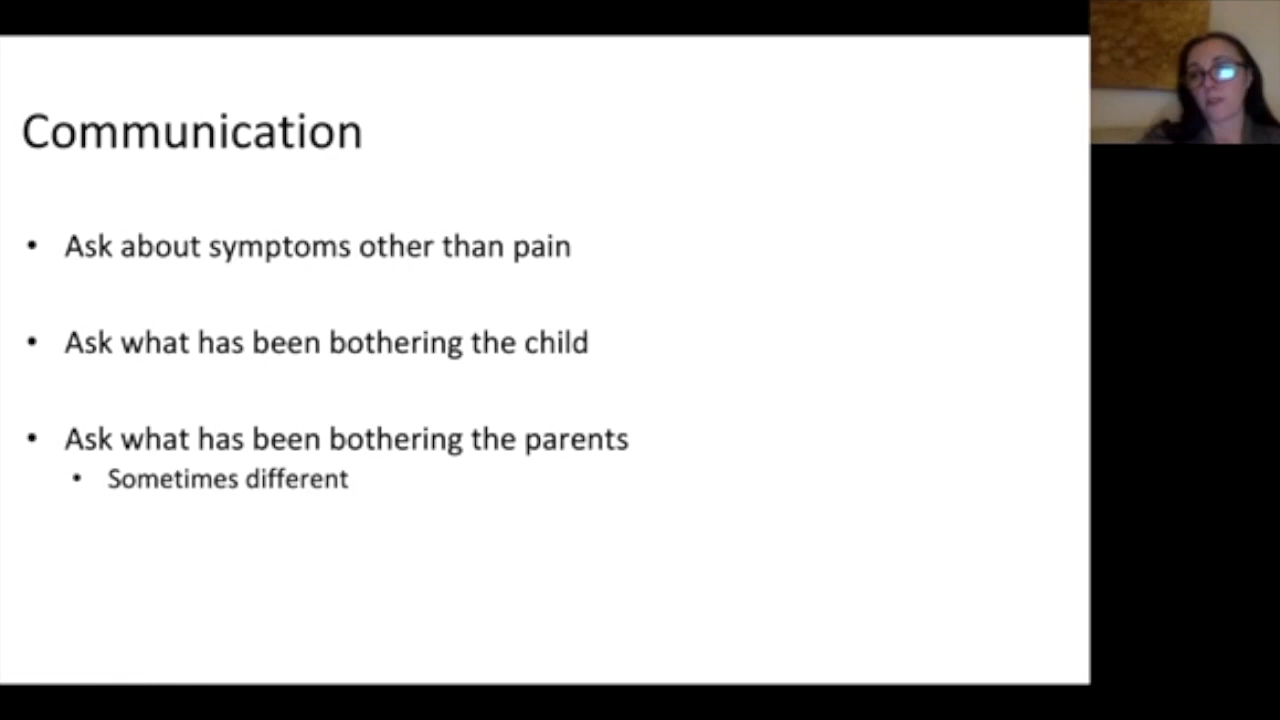 Communication
• Ask about symptoms other than pain
• Ask what has been bothering the child
• Ask what has been bothering the parents
• Sometimes different